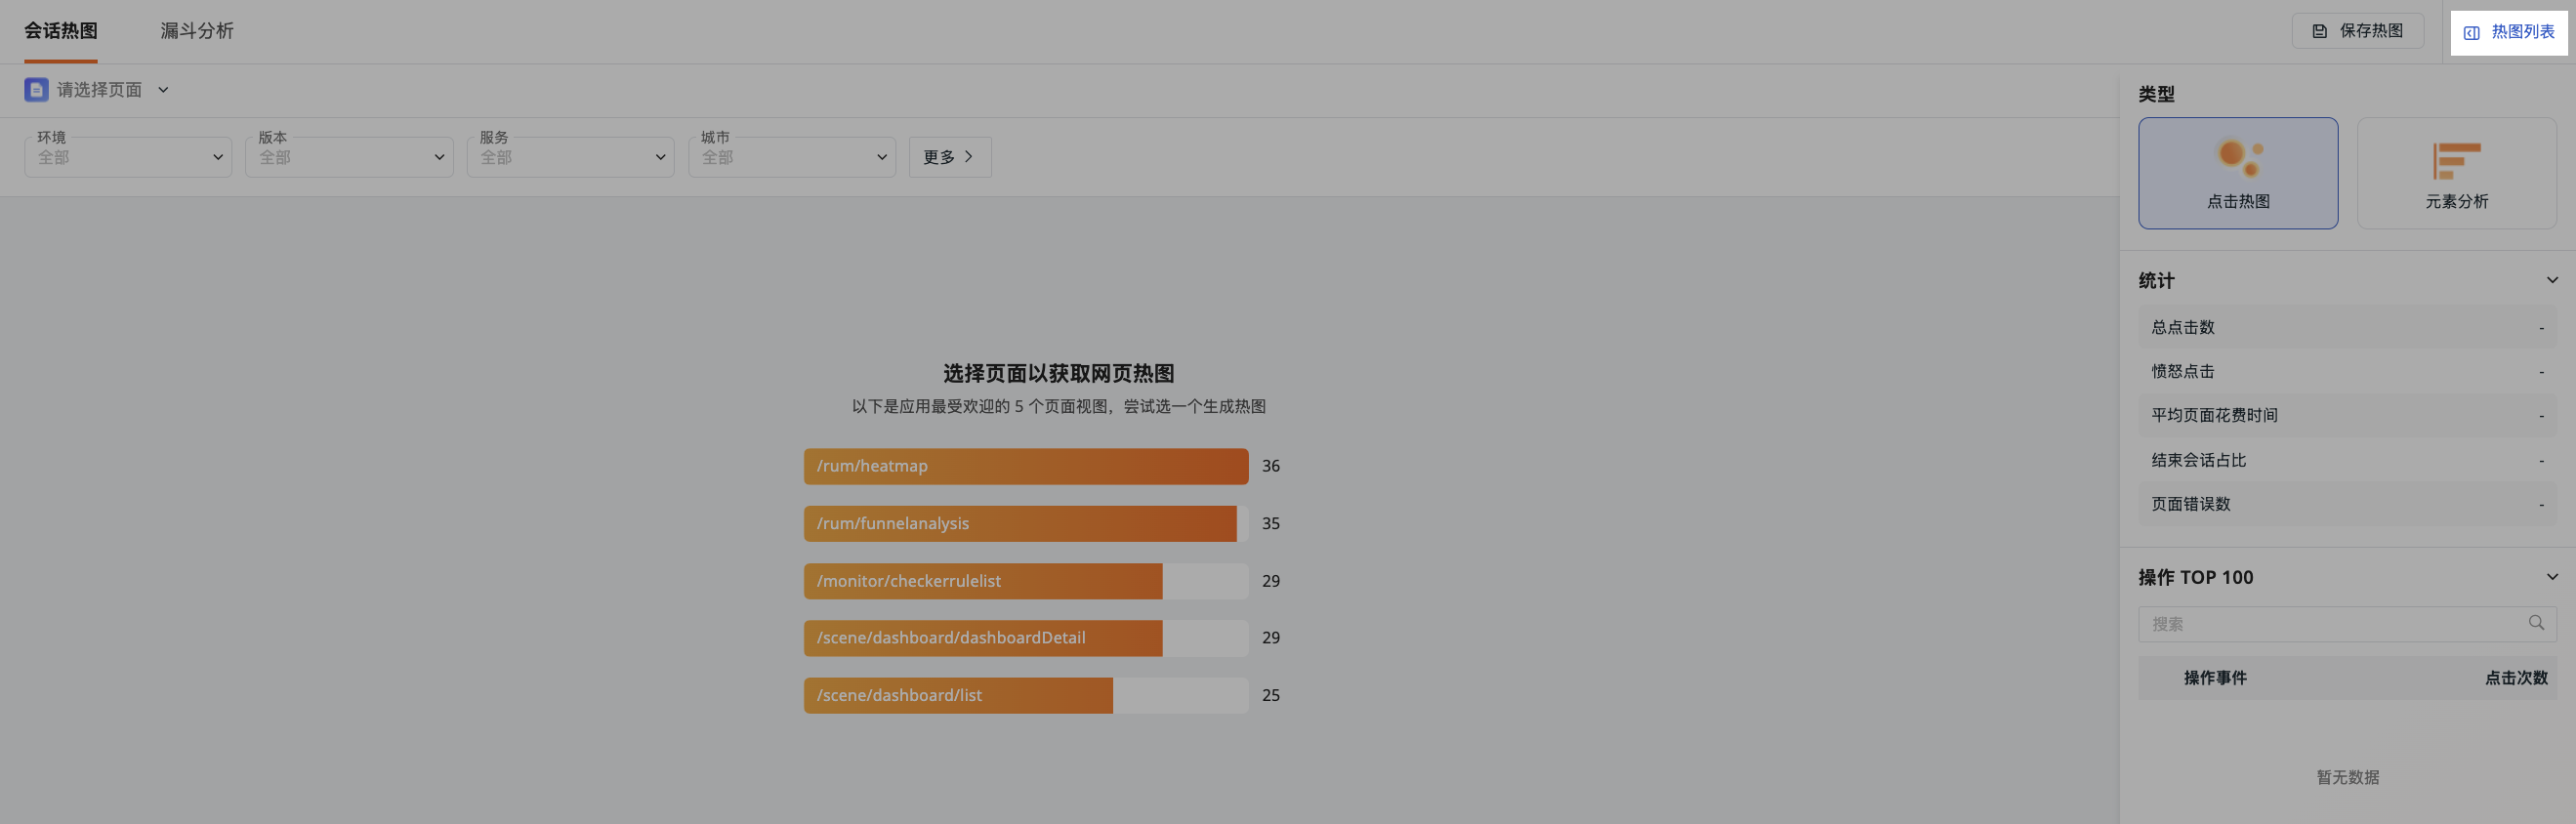 会话热图
漏斗分析
保存热图
热图列表
请选择页面
环境
全部
版本
全部
服务
全部
城市
全部
更多
选择页面以获取网页热图
以下是应用最受欢迎的 5 个页面视图，尝试选一个生成热图
/rum/heatmap 36
/rum/funnelanalysis 35
/monitor/checkerrulelist 29
/scene/dashboard/dashboardDetail 29
/scene/dashboard/list 25
类型
点击热图
元素分析
统计
总点击数 -
愤怒点击 -
平均页面花费时间 -
结束会话占比 -
页面错误数 -
操作 TOP 100
搜索
操作事件 点击次数
暂无数据